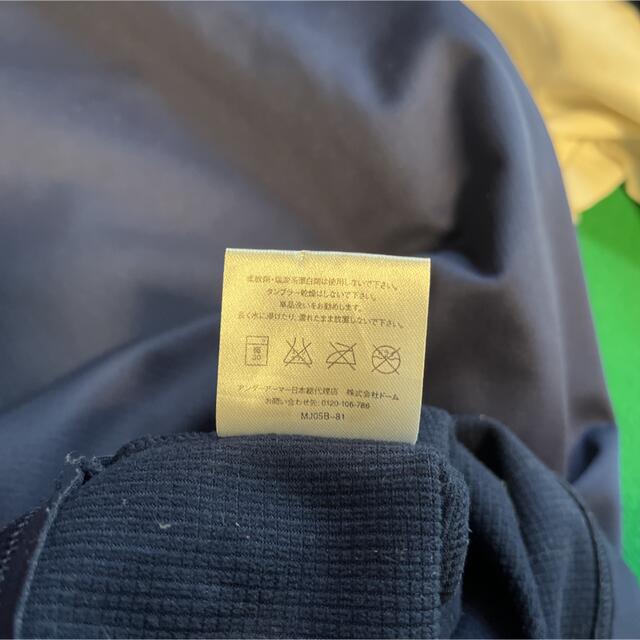 柔軟剤・塩素系漂白剤は使用しないで下さい。
タンブラー乾燥はしないで下さい。
単品洗いをお勧めします。
長く水に浸けたり、濡れたまま放置しないで下さい。
アンダーアーマー日本総代理店 株式会社ドーム
お問い合わせ先: 0120-106-786
MJ05B-81